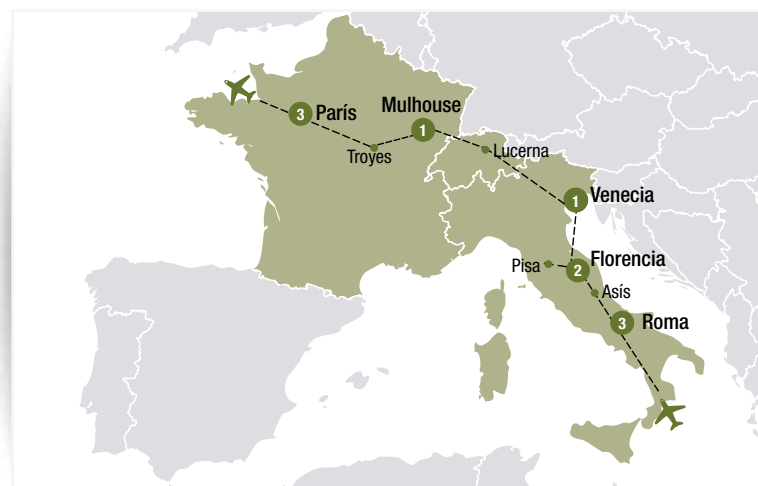 3 París
Mulhouse
1
Troyes
Lucerna
1 Venecia
Pisa
2 Florencia
Asís
3 Roma